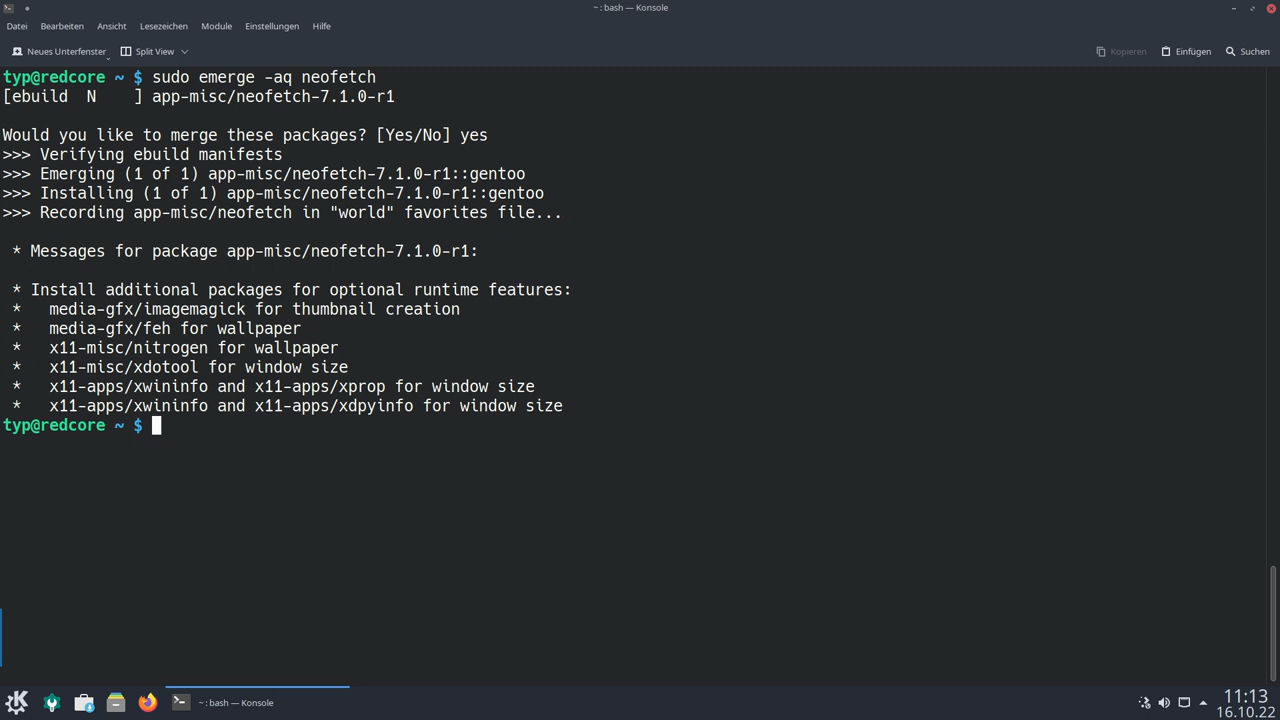 ~ : bash — Konsole
Datei Bearbeiten Ansicht Lesezeichen Module Einstellungen Hilfe
Neues Unterfenster Split View Kopieren Einfügen Suchen
typ@redcore ~ $ sudo emerge -aq neofetch
[ebuild  N    ] app-misc/neofetch-7.1.0-r1
Would you like to merge these packages? [Yes/No] yes
>>> Verifying ebuild manifests
>>> Emerging (1 of 1) app-misc/neofetch-7.1.0-r1::gentoo
>>> Installing (1 of 1) app-misc/neofetch-7.1.0-r1::gentoo
>>> Recording app-misc/neofetch in "world" favorites file...
* Messages for package app-misc/neofetch-7.1.0-r1:
* Install additional packages for optional runtime features:
*   media-gfx/imagemagick for thumbnail creation
*   media-gfx/feh for wallpaper
*   x11-misc/nitrogen for wallpaper
*   x11-misc/xdotool for window size
*   x11-apps/xwininfo and x11-apps/xprop for window size
*   x11-apps/xwininfo and x11-apps/xdpyinfo for window size
typ@redcore ~ $
~ : bash — Konsole
11:13
16.10.22